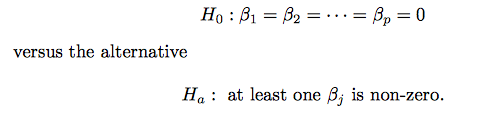 H₀ : β₁ = β₂ = ⋯ = βₚ = 0
versus the alternative
Hₐ : at least one βⱼ is non-zero.